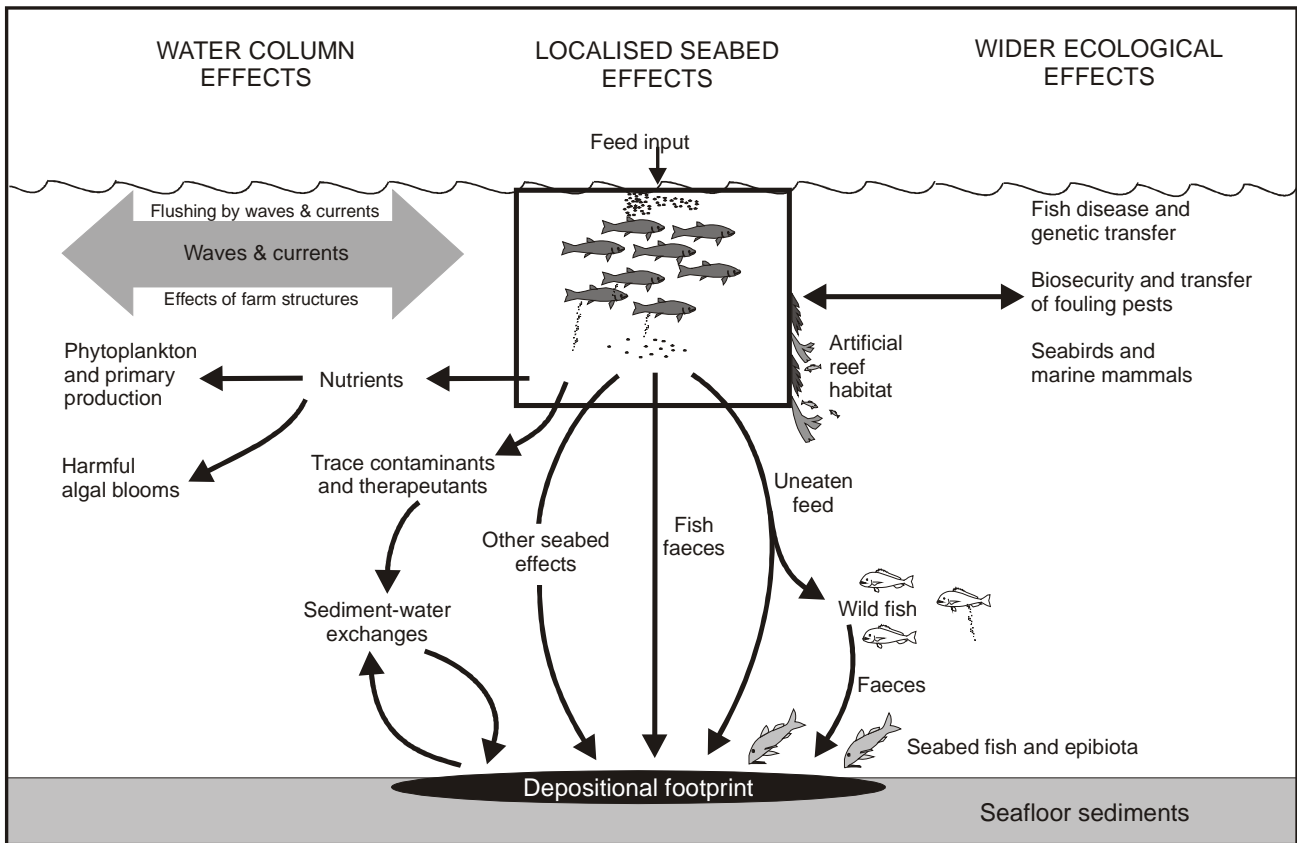 WATER COLUMN
EFFECTS
LOCALISED SEABED
EFFECTS
WIDER ECOLOGICAL
EFFECTS
Feed input
Flushing by waves & currents
Waves & currents
Effects of farm structures
Fish disease and
genetic transfer
Biosecurity and transfer
of fouling pests
Seabirds and
marine mammals
Artificial
reef
habitat
Phytoplankton
and primary
production
Nutrients
Harmful
algal blooms
Trace contaminants
and therapeutants
Uneaten
feed
Other seabed
effects
Fish
faeces
Sediment-water
exchanges
Wild fish
Faeces
Seabed fish and epibiota
Depositional footprint
Seafloor sediments